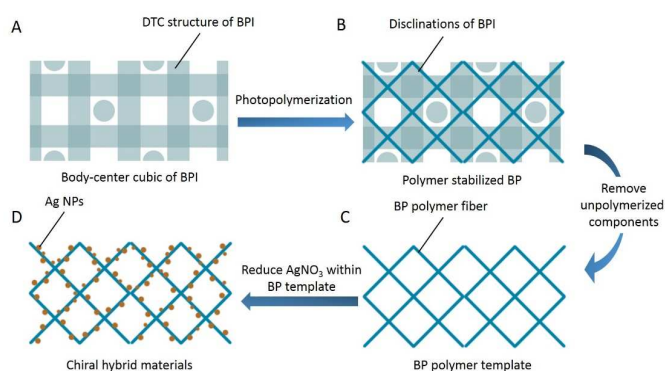 A
DTC structure of BPI
Body-center cubic of BPI
Photopolymerization
B
Disclinations of BPI
Polymer stabilized BP
Remove
unpolymerized
components
C
BP polymer fiber
BP polymer template
Reduce AgNO₃ within
BP template
D
Ag NPs
Chiral hybrid materials